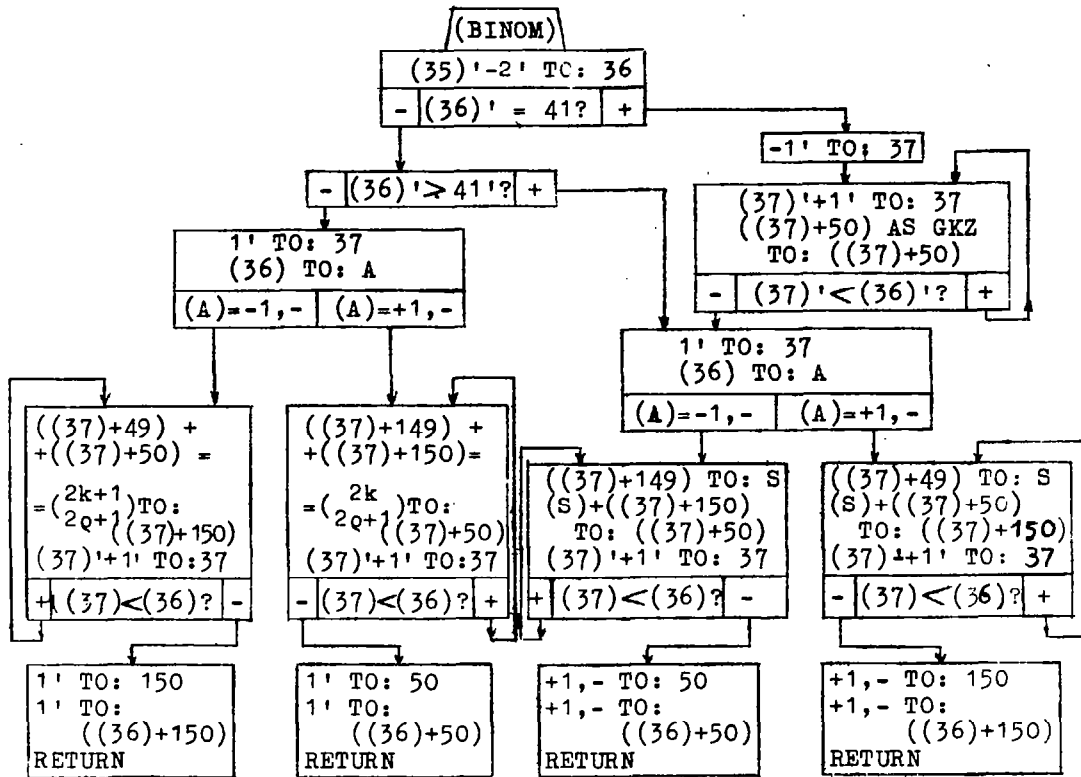 (BINOM)
(35)'-2' TO: 36
- (36)' = 41? +
-1' TO: 37
- (36)'⩾ 41'? +
(37)'+1' TO: 37
((37)+50) AS GKZ
TO: ((37)+50)
- (37)'<(36)'? +
1' TO: 37
(36) TO: A
(A)=-1,- (A)=+1,-
1' TO: 37
(36) TO: A
(A)=-1,- (A)=+1,-
((37)+49) +
+((37)+50) =
=(2k+1
2ϱ+1)TO:
((37)+150)
(37)'+1' TO:37
+ (37)<(36)? -
((37)+149) +
+((37)+150)=
=(2k
2ϱ+1)TO:
((37)+50)
(37)'+1' TO:37
- (37)<(36)? +
((37)+149) TO: S
(S)+((37)+150)
TO: ((37)+50)
(37)'+1' TO: 37
+ (37)<(36)? -
((37)+49) TO: S
(S)+((37)+50)
TO: ((37)+150)
(37)'+1' TO: 37
- (37)<(36)? +
1' TO: 150
1' TO:
((36)+150)
RETURN
1' TO: 50
1' TO:
((36)+50)
RETURN
+1,- TO: 50
+1,- TO:
((36)+50)
RETURN
+1,- TO: 150
+1,- TO:
((36)+150)
RETURN